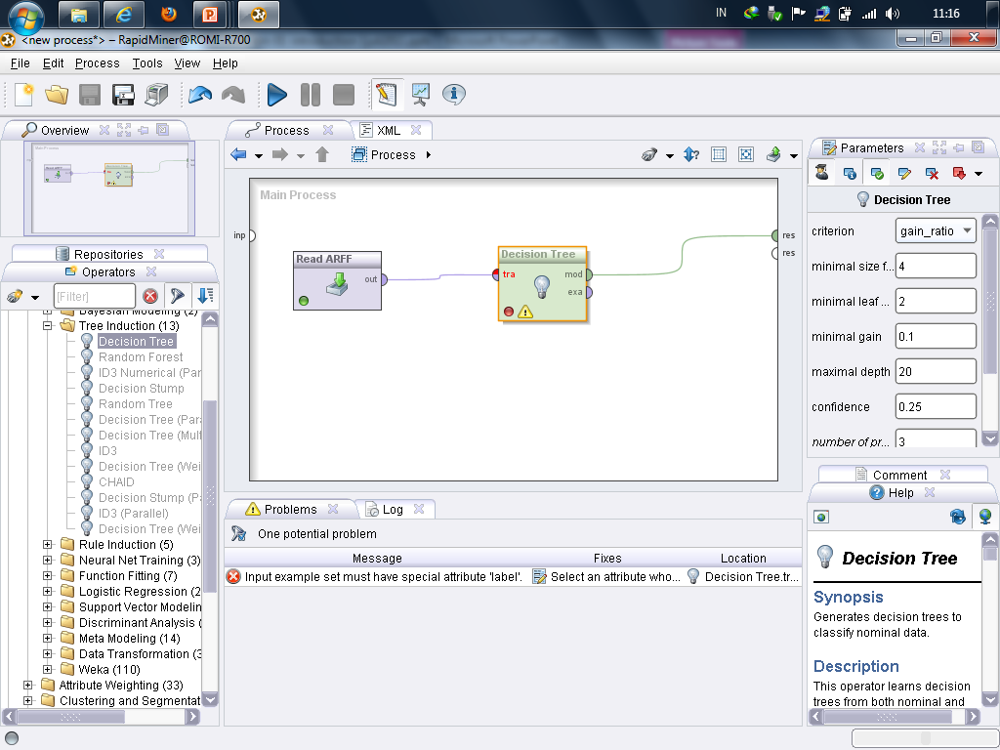 IN
11:16
<new process*> – RapidMiner@ROMI-R700
File Edit Process Tools View Help
Overview
Main Process
Repositories
Operators
[Filter]
Bayesian Modeling (2)
Tree Induction (13)
Decision Tree
Random Forest
ID3 Numerical (Par
Decision Stump
Random Tree
Decision Tree (Para
Decision Tree (Mult
ID3
Decision Tree (Wei
CHAID
Decision Stump (P
ID3 (Parallel)
Decision Tree (Wei
Rule Induction (5)
Neural Net Training (3)
Function Fitting (7)
Logistic Regression (2
Support Vector Modelin
Discriminant Analysis (
Meta Modeling (14)
Data Transformation (3
Weka (110)
Attribute Weighting (33)
Clustering and Segmentat
Process
XML
Process
Main Process
inp
Read ARFF
out
Decision Tree
tra
mod
exa
res
res
Problems
Log
One potential problem
Message Fixes Location
Input example set must have special attribute 'label'. Select an attribute who... Decision Tree.tr...
Parameters
Decision Tree
criterion gain_ratio
minimal size f... 4
minimal leaf ... 2
minimal gain 0.1
maximal depth 20
confidence 0.25
number of pr... 3
Comment
Help
Decision Tree
Synopsis
Generates decision trees to
classify nominal data.
Description
This operator learns decision
trees from both nominal and